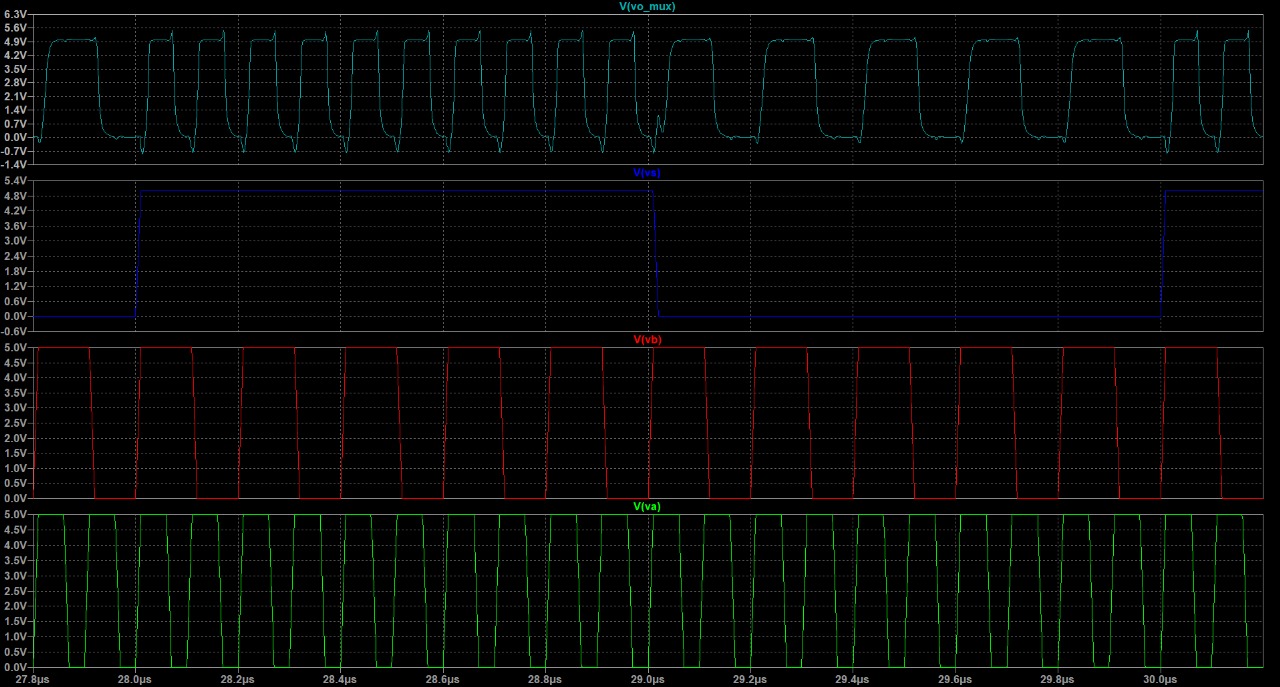 V(vo_mux)
6.3V
5.6V
4.9V
4.2V
3.5V
2.8V
2.1V
1.4V
0.7V
0.0V
-0.7V
-1.4V
V(vs)
5.4V
4.8V
4.2V
3.6V
3.0V
2.4V
1.8V
1.2V
0.6V
0.0V
-0.6V
V(vb)
5.0V
4.5V
4.0V
3.5V
3.0V
2.5V
2.0V
1.5V
1.0V
0.5V
0.0V
V(va)
5.0V
4.5V
4.0V
3.5V
3.0V
2.5V
2.0V
1.5V
1.0V
0.5V
0.0V
27.8µs 28.0µs 28.2µs 28.4µs 28.6µs 28.8µs 29.0µs 29.2µs 29.4µs 29.6µs 29.8µs 30.0µs